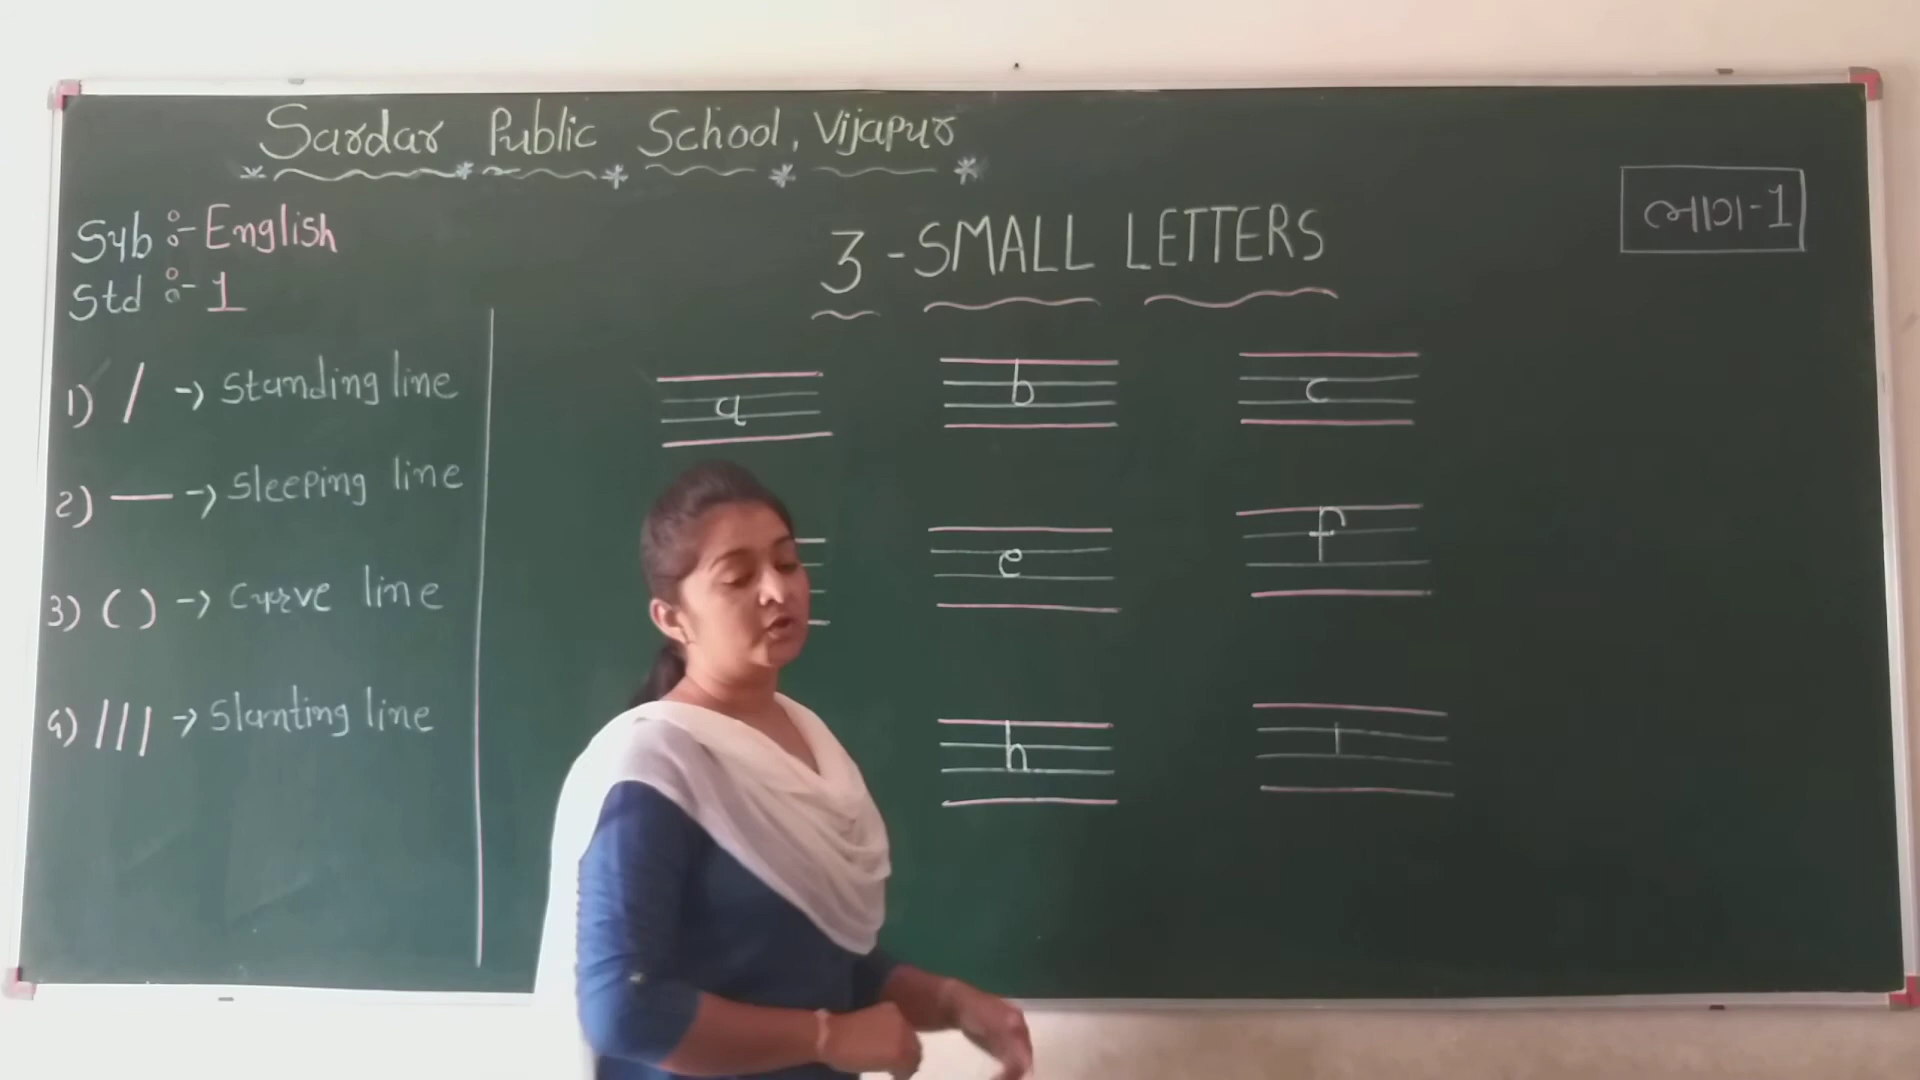 Sardar Public School, Vijapur
Sub :- English
Std :- 1
3 - SMALL LETTERS
ભાગ-1
1) / → Standing line
2) — → Sleeping line
3) ( ) → Curve line
4) /// → Slanting line
a b c
e f
h ı